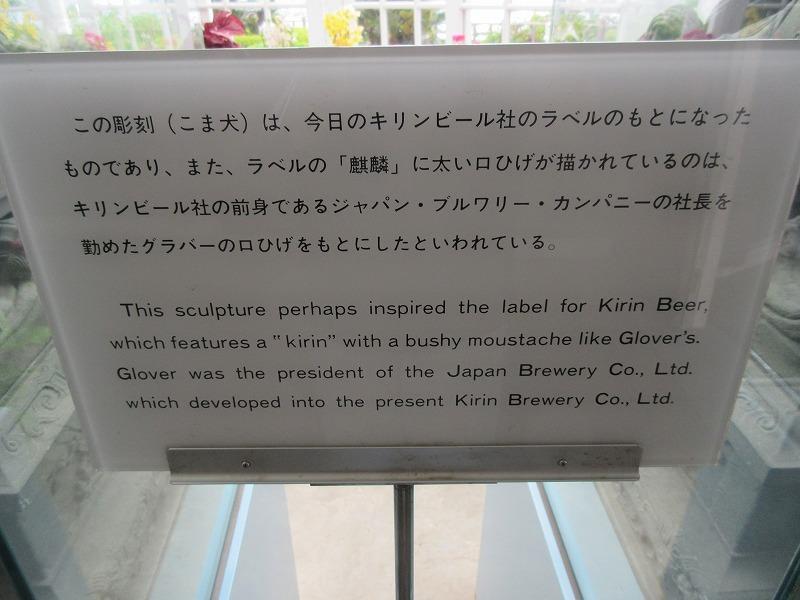 この彫刻（こま犬）は、今日のキリンビール社のラベルのもとになった
ものであり、また、ラベルの「麒麟」に太い口ひげが描かれているのは、
キリンビール社の前身であるジャパン・ブルワリー・カンパニーの社長を
勤めたグラバーの口ひげをもとにしたといわれている。
This sculpture perhaps inspired the label for Kirin Beer,
which features a "kirin" with a bushy moustache like Glover's.
Glover was the president of the Japan Brewery Co., Ltd.
which developed into the present Kirin Brewery Co., Ltd.